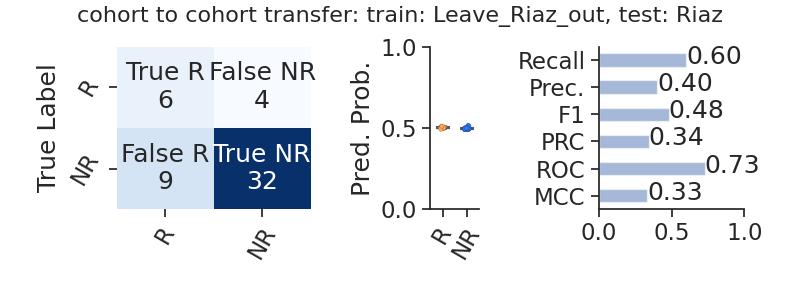 cohort to cohort transfer: train: Leave_Riaz_out, test: Riaz
True Label
R
NR
True R
6
False NR
4
False R
9
True NR
32
R
NR
Pred. Prob.
1.0
0.5
0.0
R
NR
Recall
0.60
Prec.
0.40
F1
0.48
PRC
0.34
ROC
0.73
MCC
0.33
0.0
0.5
1.0